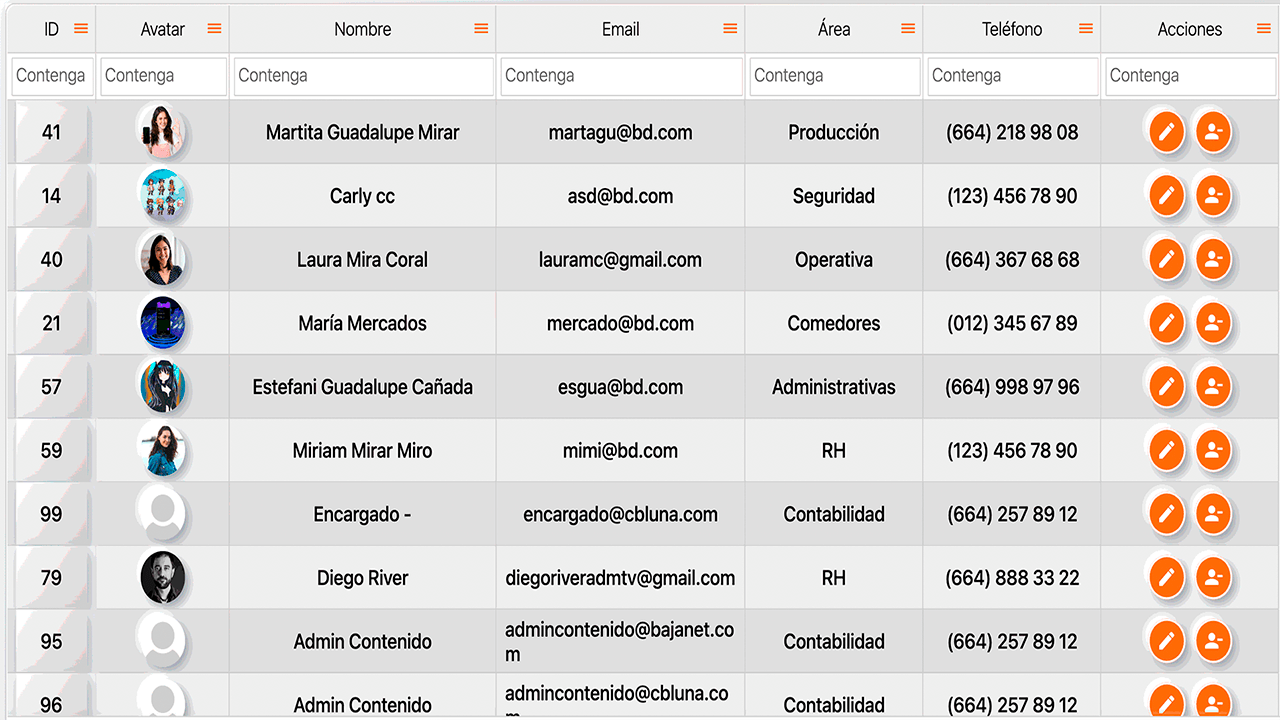 ID Avatar Nombre Email Área Teléfono Acciones
Contenga Contenga Contenga Contenga Contenga Contenga Contenga
41 Martita Guadalupe Mirar martagu@bd.com Producción (664) 218 98 08
14 Carly cc asd@bd.com Seguridad (123) 456 78 90
40 Laura Mira Coral lauramc@gmail.com Operativa (664) 367 68 68
21 María Mercados mercado@bd.com Comedores (012) 345 67 89
57 Estefani Guadalupe Cañada esgua@bd.com Administrativas (664) 998 97 96
59 Miriam Mirar Miro mimi@bd.com RH (123) 456 78 90
99 Encargado - encargado@cbluna.com Contabilidad (664) 257 89 12
79 Diego River diegoriveradmtv@gmail.com RH (664) 888 33 22
95 Admin Contenido admincontenido@bajanet.co
m Contabilidad (664) 257 89 12
96 Admin Contenido admincontenido@cbluna.co Contabilidad (664) 257 89 12